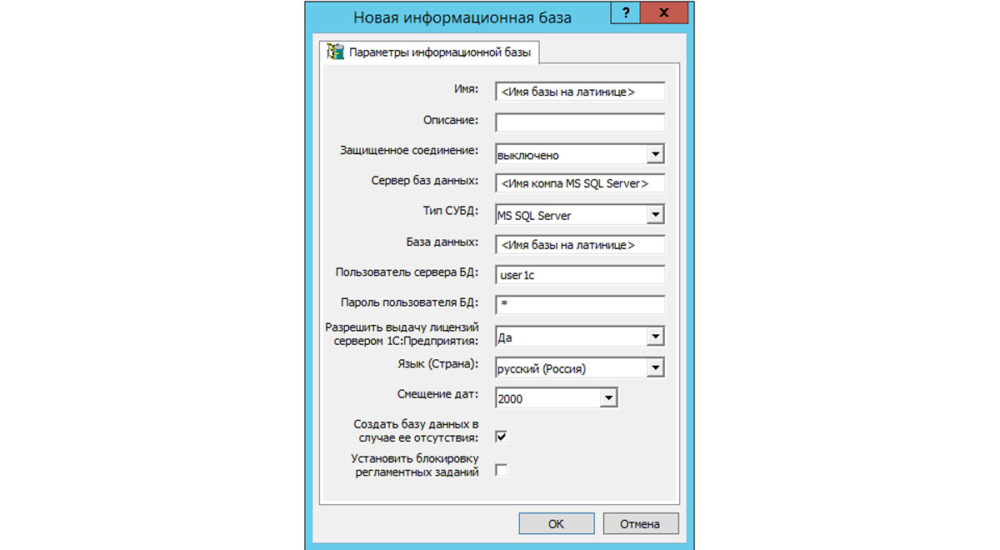 Новая информационная база
?
x
Параметры информационной базы
Имя: <Имя базы на латинице>
Описание:
Защищенное соединение: выключено
Сервер баз данных: <Имя компа MS SQL Server>
Тип СУБД: MS SQL Server
База данных: <Имя базы на латинице>
Пользователь сервера БД: user1c
Пароль пользователя БД: *
Разрешить выдачу лицензий
сервером 1С:Предприятия: Да
Язык (Страна): русский (Россия)
Смещение дат: 2000
Создать базу данных в
случае ее отсутствия:
Установить блокировку
регламентных заданий
ОК
Отмена